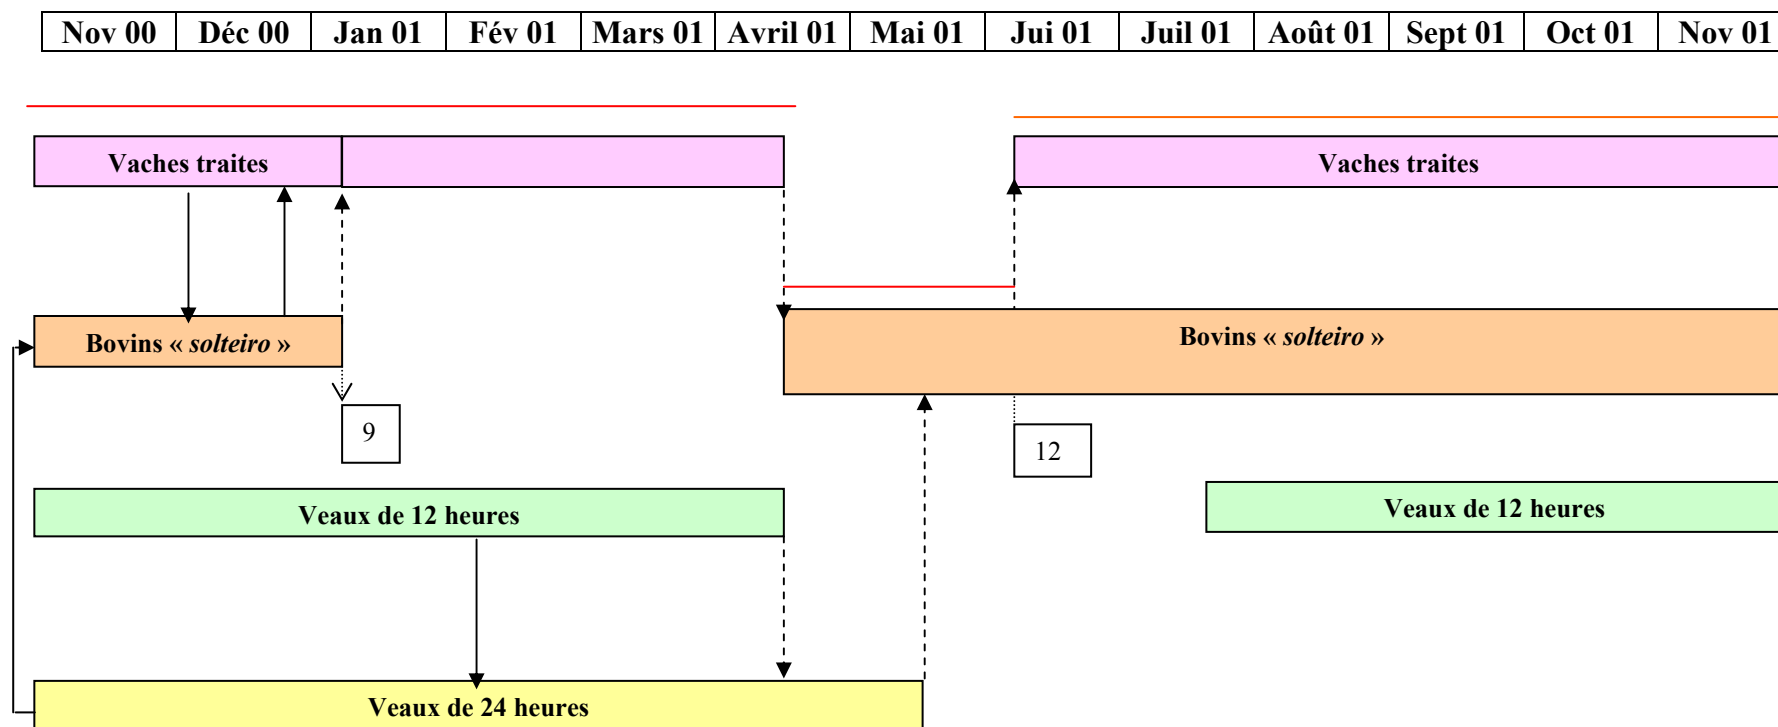 Nov 00 Déc 00 Jan 01 Fév 01 Mars 01 Avril 01 Mai 01 Jui 01 Juil 01 Août 01 Sept 01 Oct 01 Nov 01
Vaches traites
Vaches traites
Bovins « solteiro »
Bovins « solteiro »
9
12
Veaux de 12 heures
Veaux de 12 heures
Veaux de 24 heures